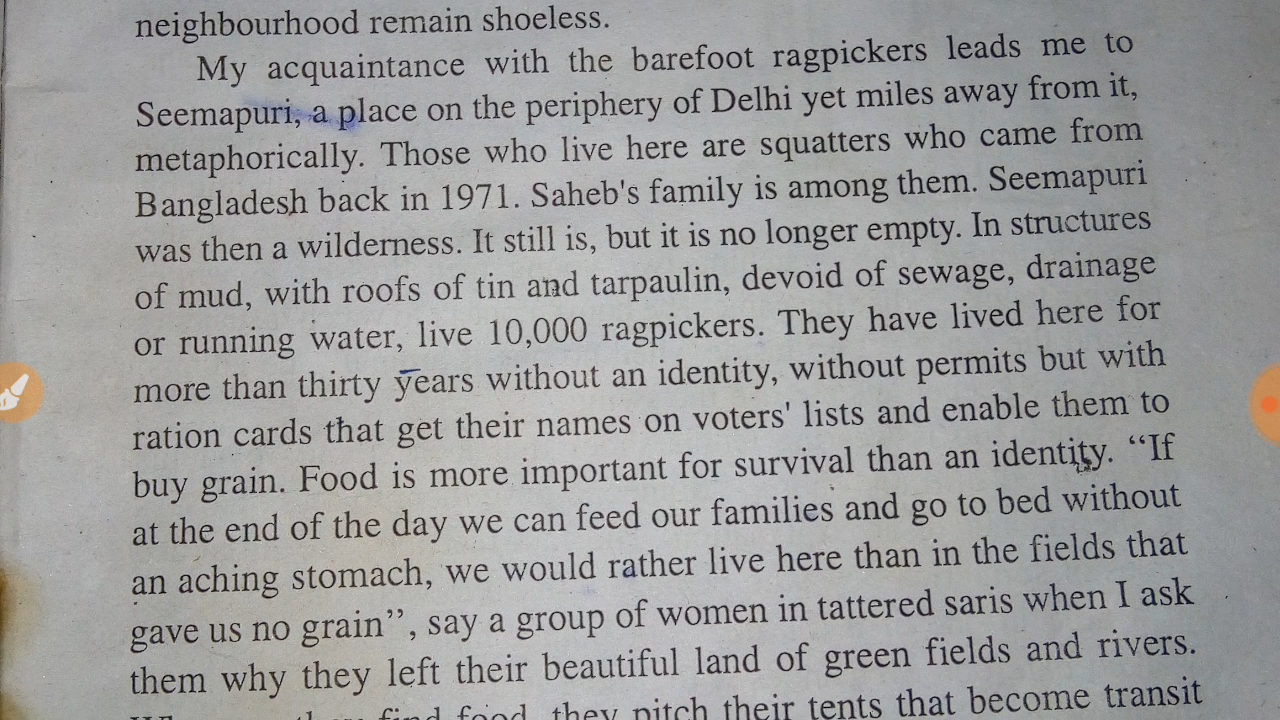 neighbourhood remain shoeless.
My acquaintance with the barefoot ragpickers leads me to
Seemapuri, a place on the periphery of Delhi yet miles away from it,
metaphorically. Those who live here are squatters who came from
Bangladesh back in 1971. Saheb's family is among them. Seemapuri
was then a wilderness. It still is, but it is no longer empty. In structures
of mud, with roofs of tin and tarpaulin, devoid of sewage, drainage
or running water, live 10,000 ragpickers. They have lived here for
more than thirty years without an identity, without permits but with
ration cards that get their names on voters' lists and enable them to
buy grain. Food is more important for survival than an identity. “If
at the end of the day we can feed our families and go to bed without
an aching stomach, we would rather live here than in the fields that
gave us no grain”, say a group of women in tattered saris when I ask
them why they left their beautiful land of green fields and rivers.
find food, they pitch their tents that become transit